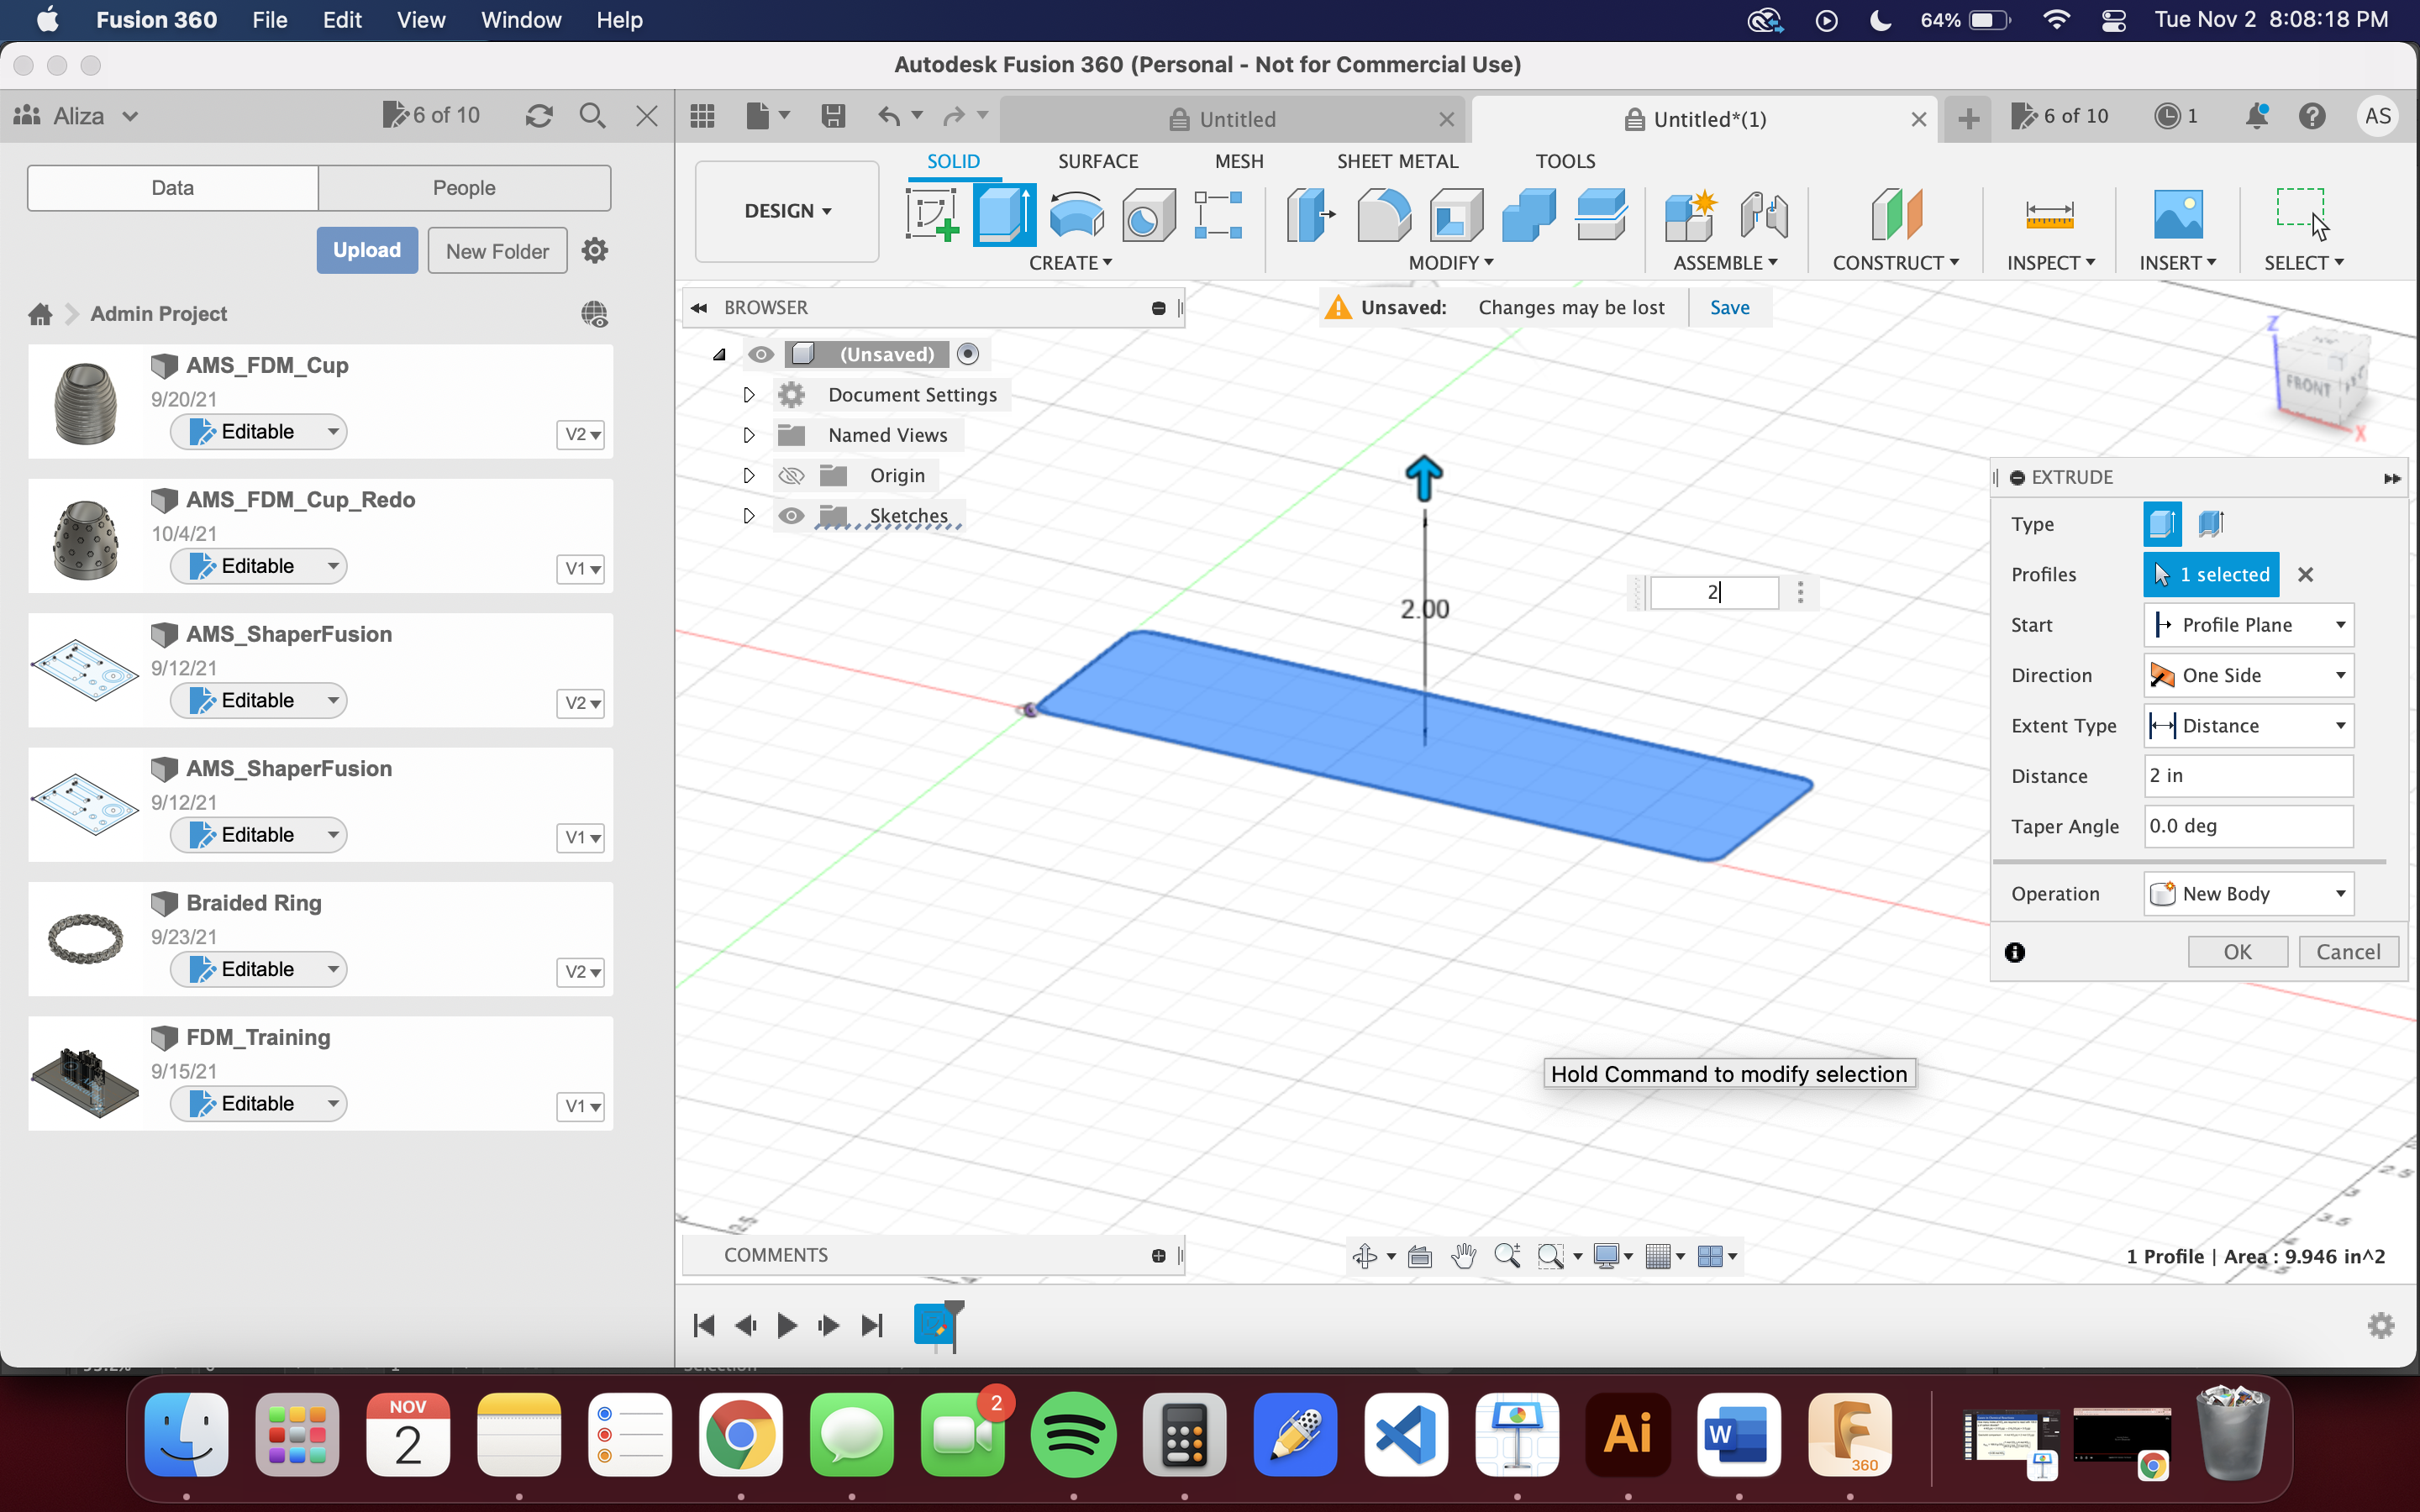 Fusion 360 File Edit View Window Help 64% Tue Nov 2 8:08:18 PM
Autodesk Fusion 360 (Personal - Not for Commercial Use)
Aliza 6 of 10 Untitled Untitled*(1) 6 of 10 1 AS
Data People
Upload New Folder
Admin Project
AMS_FDM_Cup
9/20/21
Editable V2
AMS_FDM_Cup_Redo
10/4/21
Editable V1
AMS_ShaperFusion
9/12/21
Editable V2
AMS_ShaperFusion
9/12/21
Editable V1
Braided Ring
9/23/21
Editable V2
FDM_Training
9/15/21
Editable V1
SOLID SURFACE MESH SHEET METAL TOOLS
DESIGN
CREATE MODIFY ASSEMBLE CONSTRUCT INSPECT INSERT SELECT
BROWSER
Unsaved: Changes may be lost Save
(Unsaved)
Document Settings
Named Views
Origin
Sketches
Z
FRONT
X
2.00
2
EXTRUDE
Type
Profiles 1 selected
Start Profile Plane
Direction One Side
Extent Type Distance
Distance 2 in
Taper Angle 0.0 deg
Operation New Body
OK Cancel
Hold Command to modify selection
2.5
3
3.5
COMMENTS
1 Profile | Area : 9.946 in^2
NOV
2
2
Ai
W
360